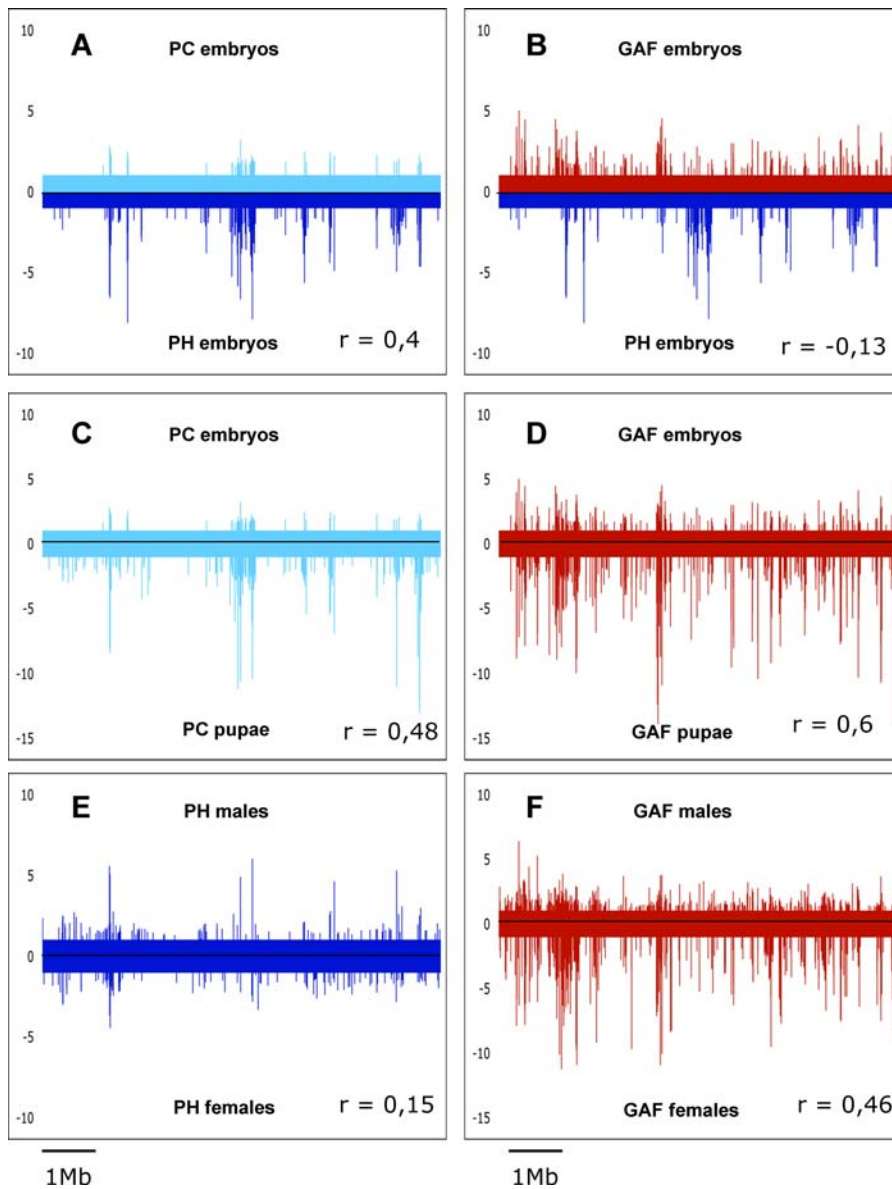 A
PC embryos
10
5
0
-5
-10
PH embryos
r = 0,4
B
GAF embryos
10
5
0
-5
-10
PH embryos
r = -0,13
C
PC embryos
10
5
0
-5
-10
-15
PC pupae
r = 0,48
D
GAF embryos
10
5
0
-5
-10
-15
GAF pupae
r = 0,6
E
PH males
10
5
0
-5
-10
PH females
r = 0,15
F
GAF males
10
5
0
-5
-10
-15
GAF females
r = 0,46
1Mb
1Mb